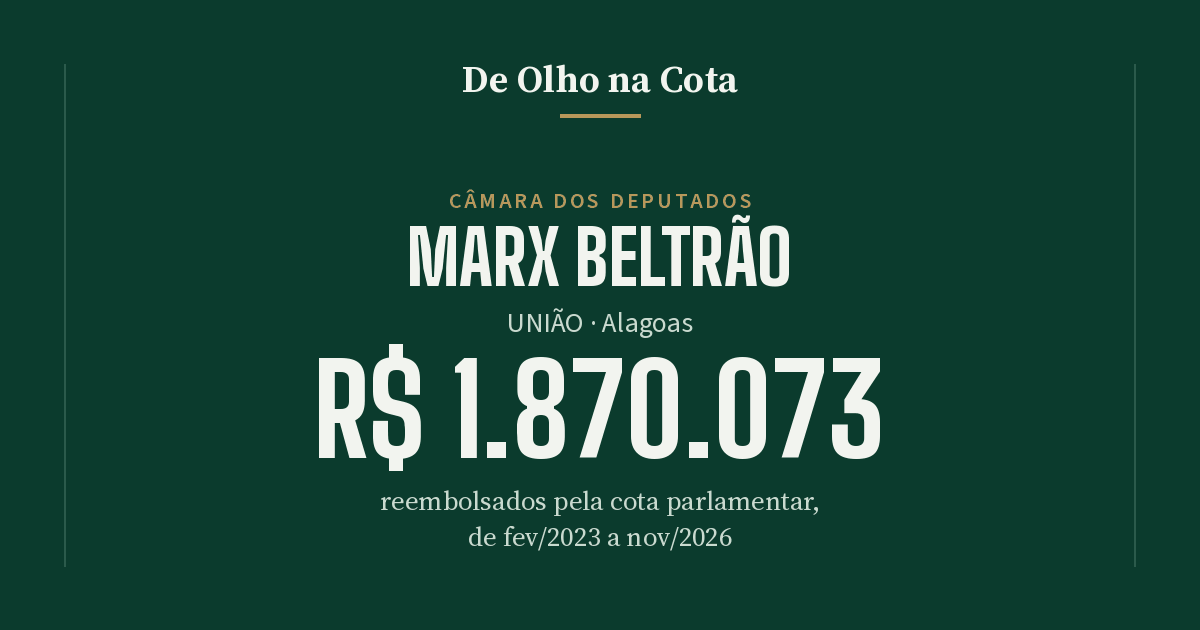 De Olho na Cota
CÂMARA DOS DEPUTADOS
MARX BELTRÃO
UNIÃO · Alagoas
R$ 1.870.073
reembolsados pela cota parlamentar,
de fev/2023 a nov/2026